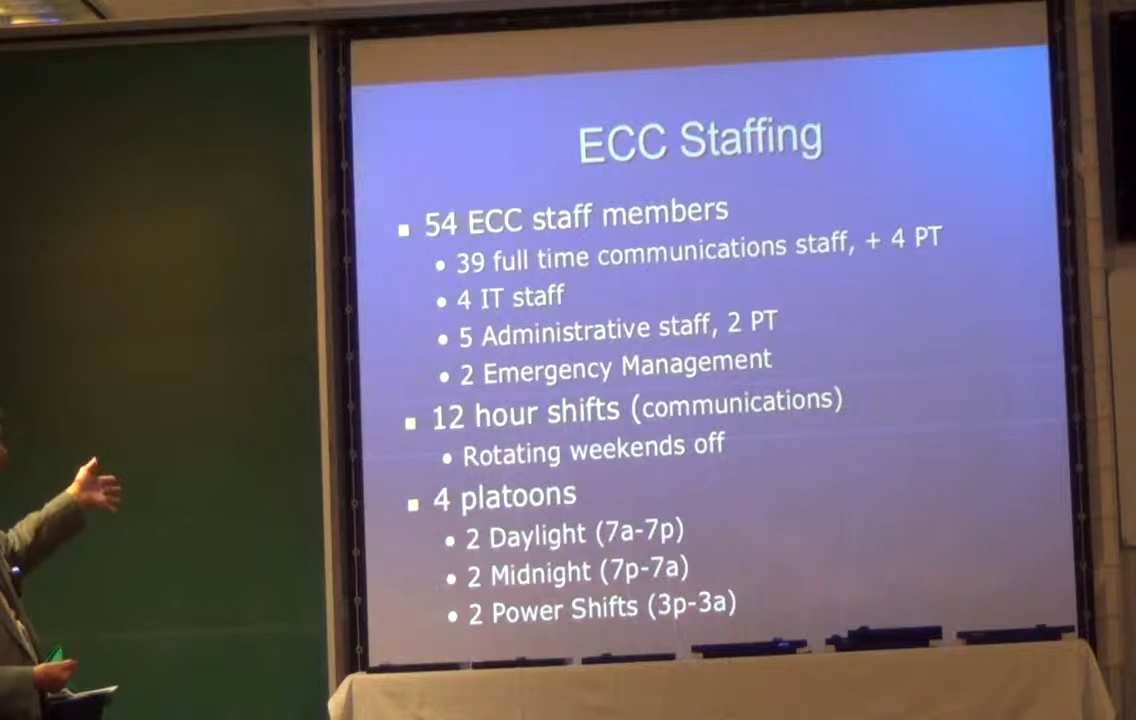 ECC Staffing
54 ECC staff members
39 full time communications staff, + 4 PT
4 IT staff
5 Administrative staff, 2 PT
2 Emergency Management
12 hour shifts (communications)
Rotating weekends off
4 platoons
2 Daylight (7a-7p)
2 Midnight (7p-7a)
2 Power Shifts (3p-3a)